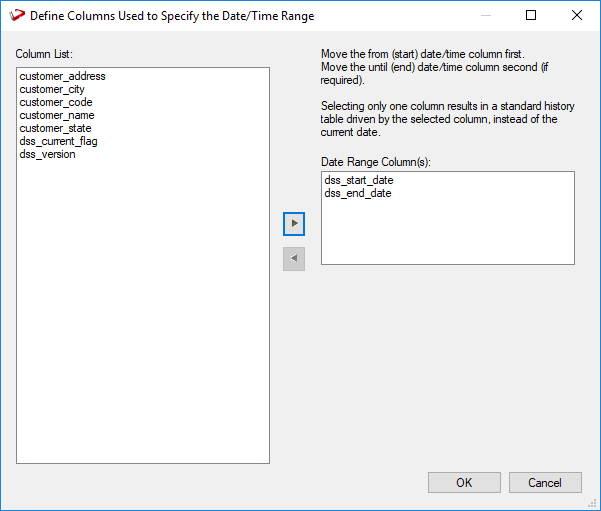 Define Columns Used to Specify the Date/Time Range
Column List:
customer_address
customer_city
customer_code
customer_name
customer_state
dss_current_flag
dss_version
Move the from (start) date/time column first.
Move the until (end) date/time column second (if
required).
Selecting only one column results in a standard history
table driven by the selected column, instead of the
current date.
Date Range Column(s):
dss_start_date
dss_end_date
OK
Cancel